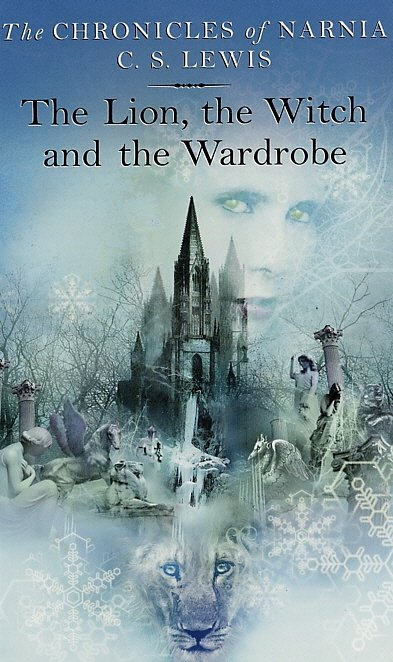 The CHRONICLES of NARNIA
C. S. LEWIS
The Lion, the Witch
and the Wardrobe